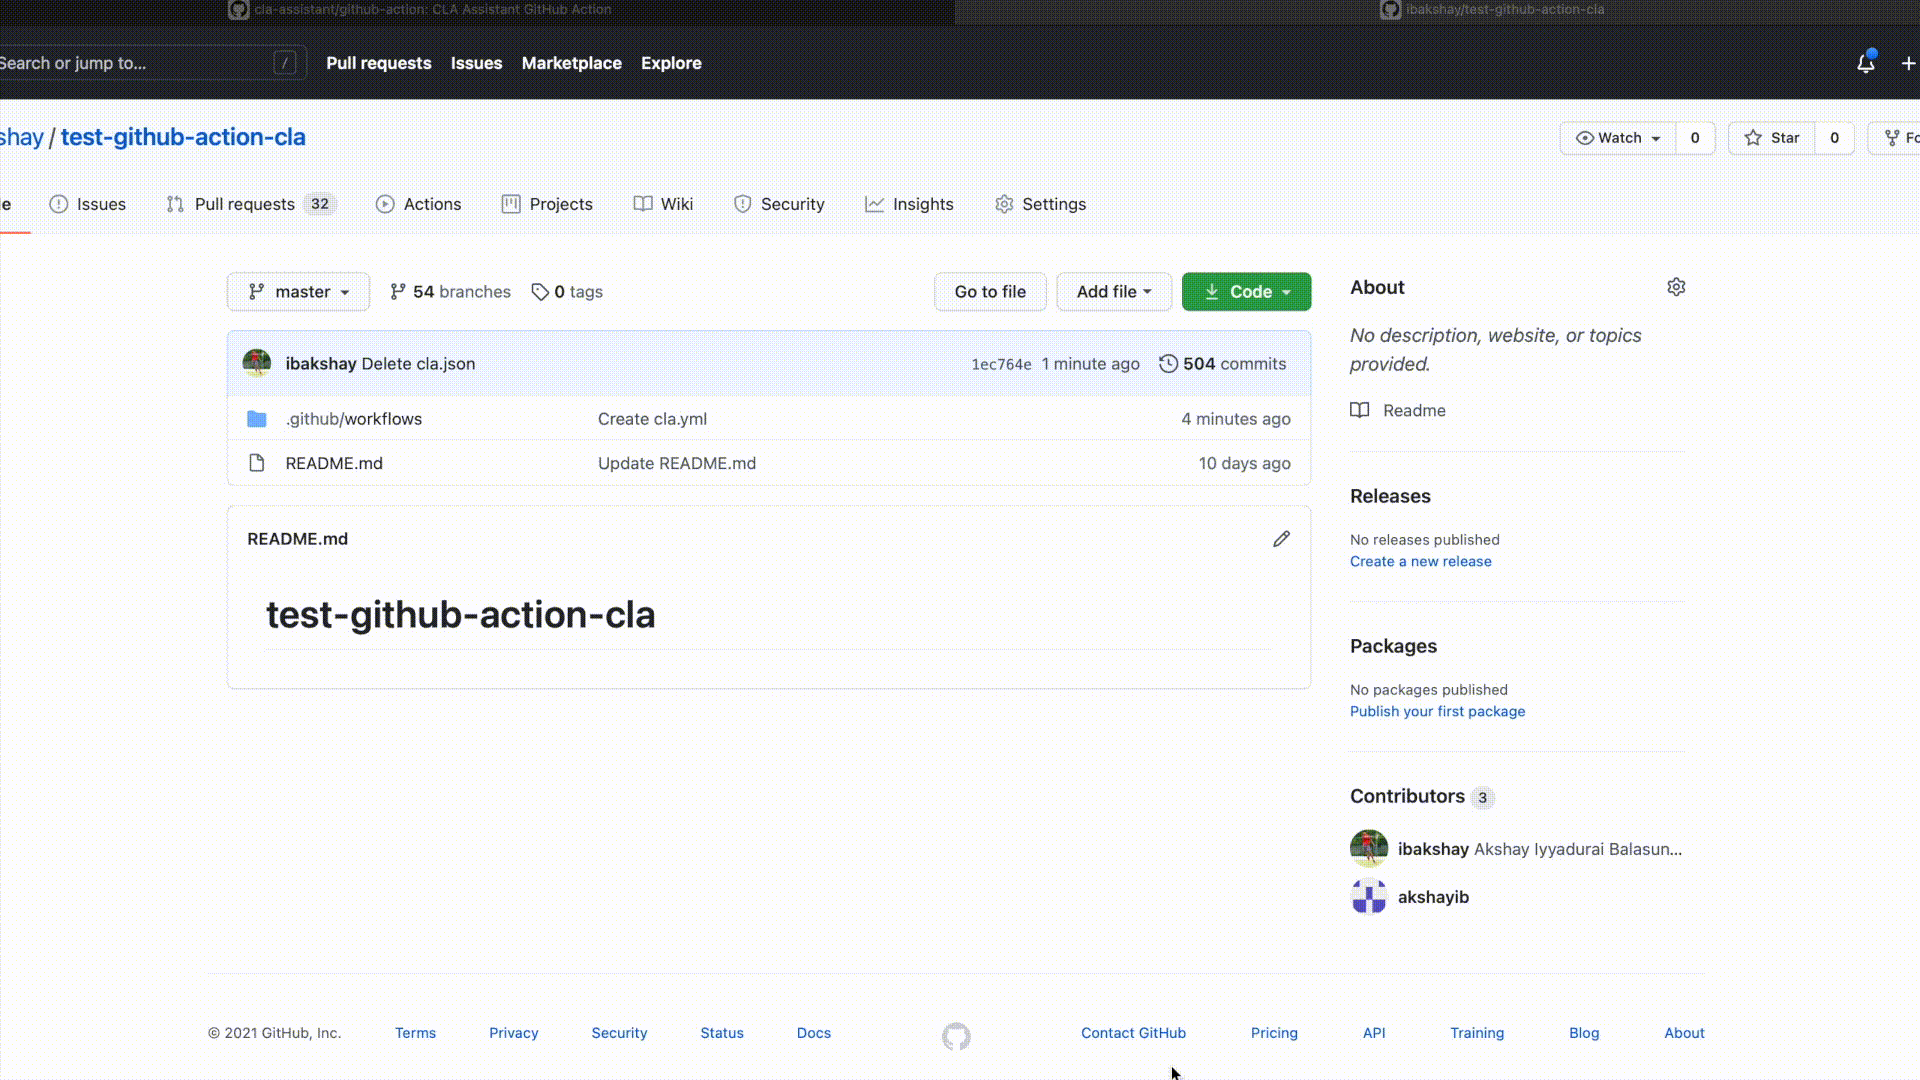 cla-assistant/github-action: CLA Assistant GitHub Action
ibakshay/test-github-action-cla
Search or jump to... /
Pull requests Issues Marketplace Explore
shay / test-github-action-cla
Watch 0 Star 0 Fo
e Issues Pull requests 32 Actions Projects Wiki Security Insights Settings
master 54 branches 0 tags Go to file Add file Code
ibakshay Delete cla.json 1ec764e 1 minute ago 504 commits
.github/workflows Create cla.yml 4 minutes ago
README.md Update README.md 10 days ago
README.md
test-github-action-cla
About
No description, website, or topics
provided.
Readme
Releases
No releases published
Create a new release
Packages
No packages published
Publish your first package
Contributors 3
ibakshay Akshay Iyyadurai Balasun...
akshayib
© 2021 GitHub, Inc. Terms Privacy Security Status Docs Contact GitHub Pricing API Training Blog About